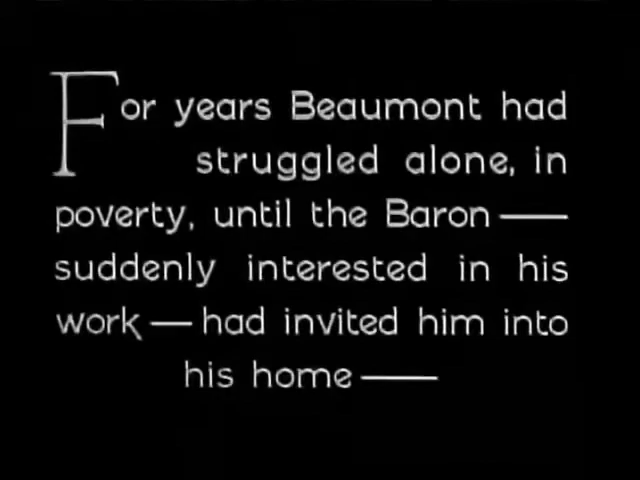 For years Beaumont had
struggled alone, in
poverty, until the Baron —
suddenly interested in his
work — had invited him into
his home —